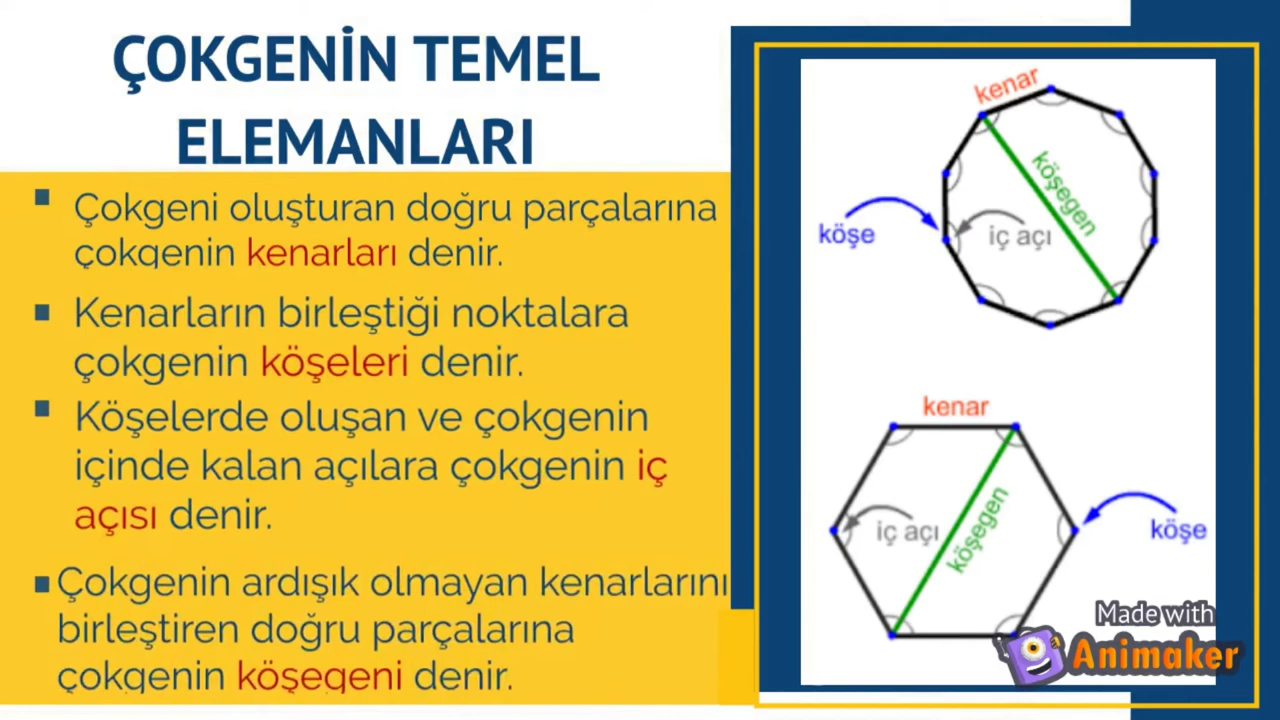 ÇOKGENİN TEMEL
ELEMANLARI
Çokgeni oluşturan doğru parçalarına
çokgenin kenarları denir.
Kenarların birleştiği noktalara
çokgenin köşeleri denir.
Köşelerde oluşan ve çokgenin
içinde kalan açılara çokgenin iç
açısı denir.
Çokgenin ardışık olmayan kenarlarını
birleştiren doğru parçalarına
çokgenin köşegeni denir.
kenar
köşegen
köşe
iç açı
kenar
iç açı
köşegen
köşe
Made with
Animaker